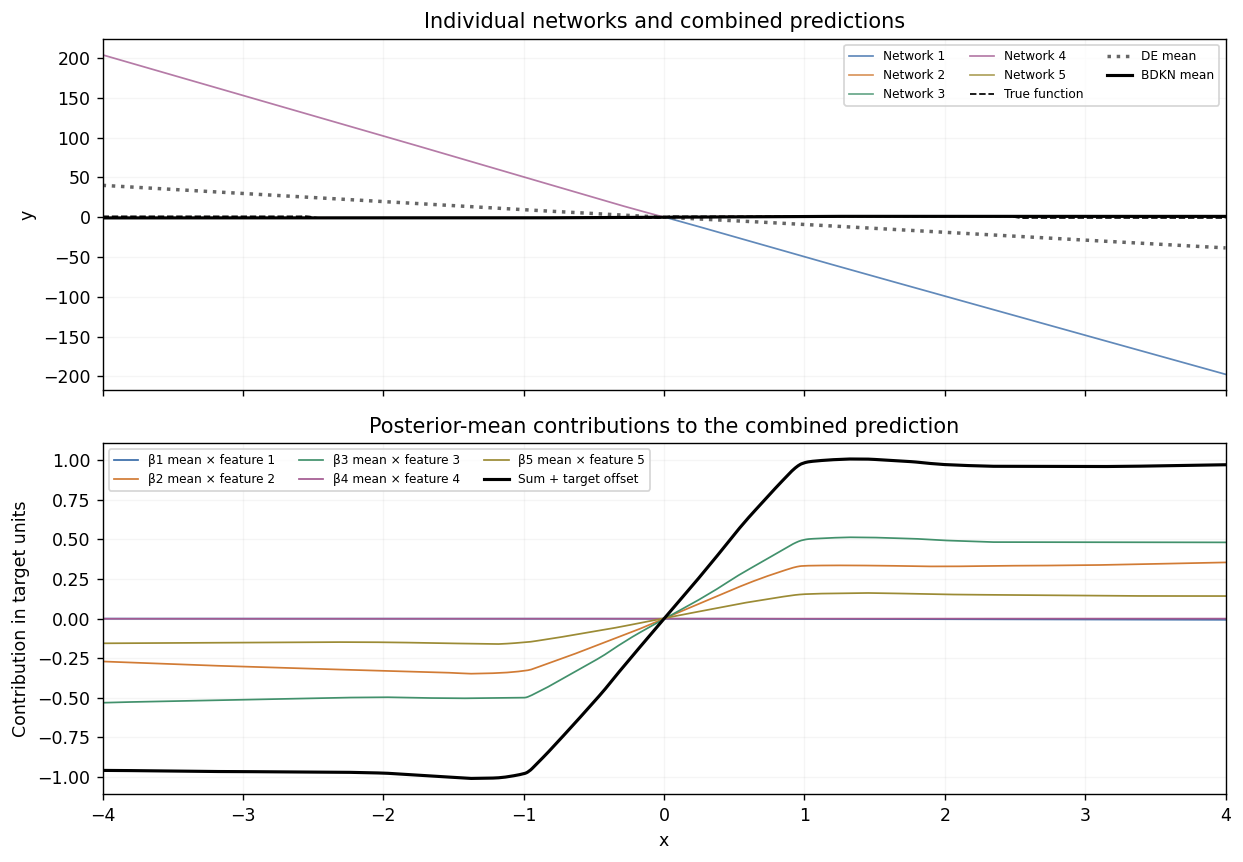 Individual networks and combined predictions
200
150
100
50
0
−50
−100
−150
−200
y
Network 1
Network 2
Network 3
Network 4
Network 5
True function
DE mean
BDKN mean
Posterior-mean contributions to the combined prediction
1.00
0.75
0.50
0.25
0.00
−0.25
−0.50
−0.75
−1.00
Contribution in target units
β1 mean × feature 1
β2 mean × feature 2
β3 mean × feature 3
β4 mean × feature 4
β5 mean × feature 5
Sum + target offset
−4 −3 −2 −1 0 1 2 3 4
x